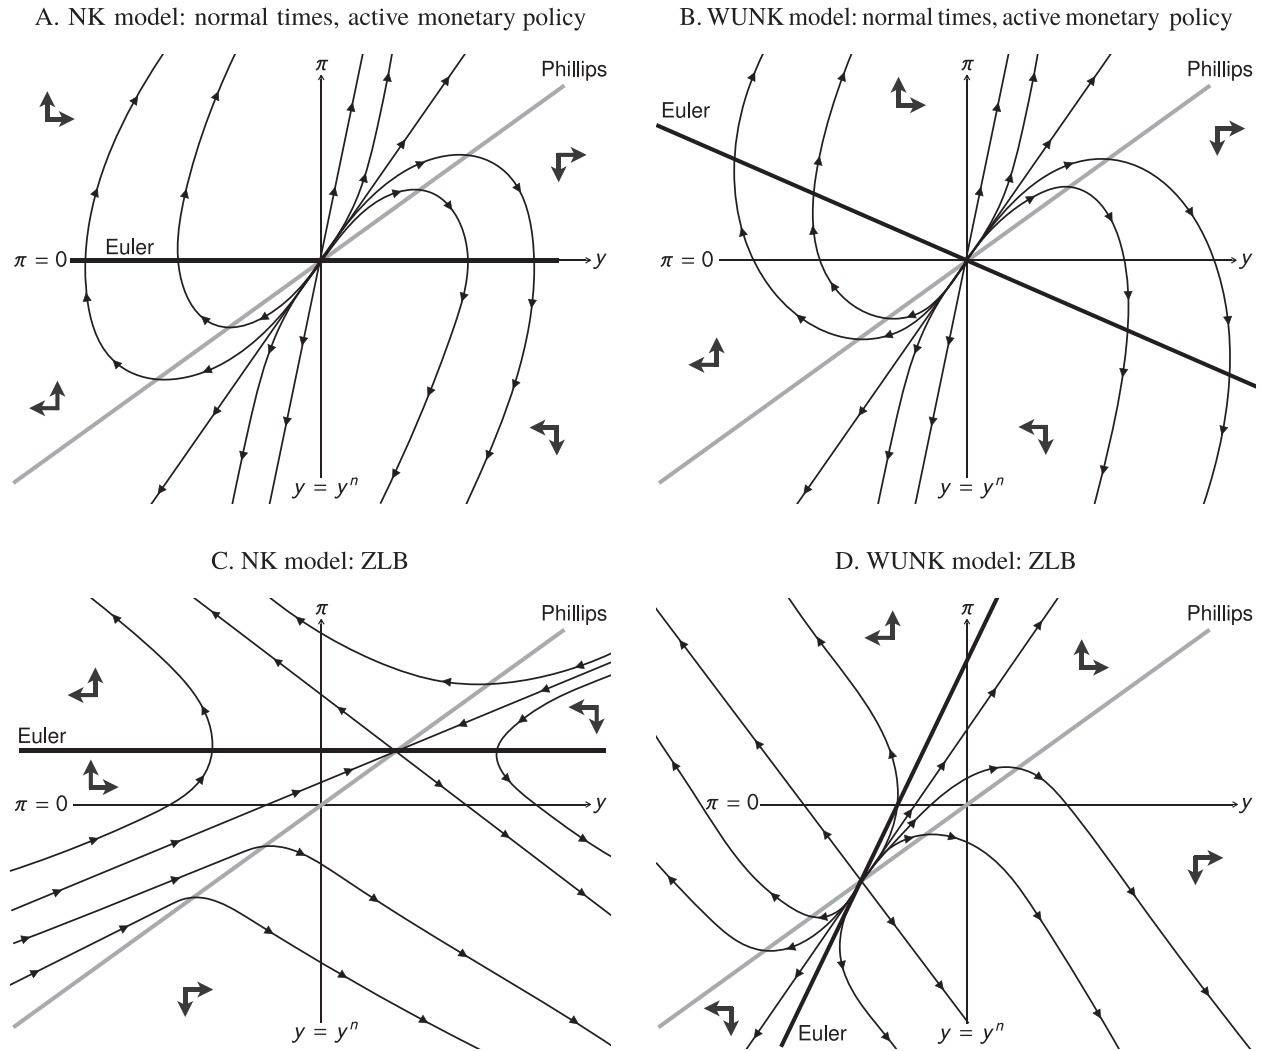 A. NK model: normal times, active monetary policy
π
Phillips
Euler
π = 0
y
y = yⁿ
B. WUNK model: normal times, active monetary policy
π
Phillips
Euler
π = 0
y
y = yⁿ
C. NK model: ZLB
π
Phillips
Euler
π = 0
y
y = yⁿ
D. WUNK model: ZLB
π
Phillips
π = 0
y
Euler
y = yⁿ